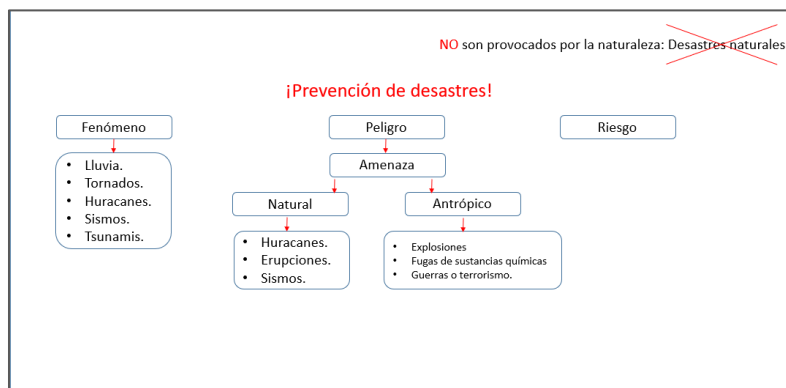 NO son provocados por la naturaleza: Desastres naturales
¡Prevención de desastres!
Fenómeno
Peligro
Riesgo
• Lluvia.
• Tornados.
• Huracanes.
• Sismos.
• Tsunamis.
Amenaza
Natural
Antrópico
• Huracanes.
• Erupciones.
• Sismos.
• Explosiones
• Fugas de sustancias químicas
• Guerras o terrorismo.